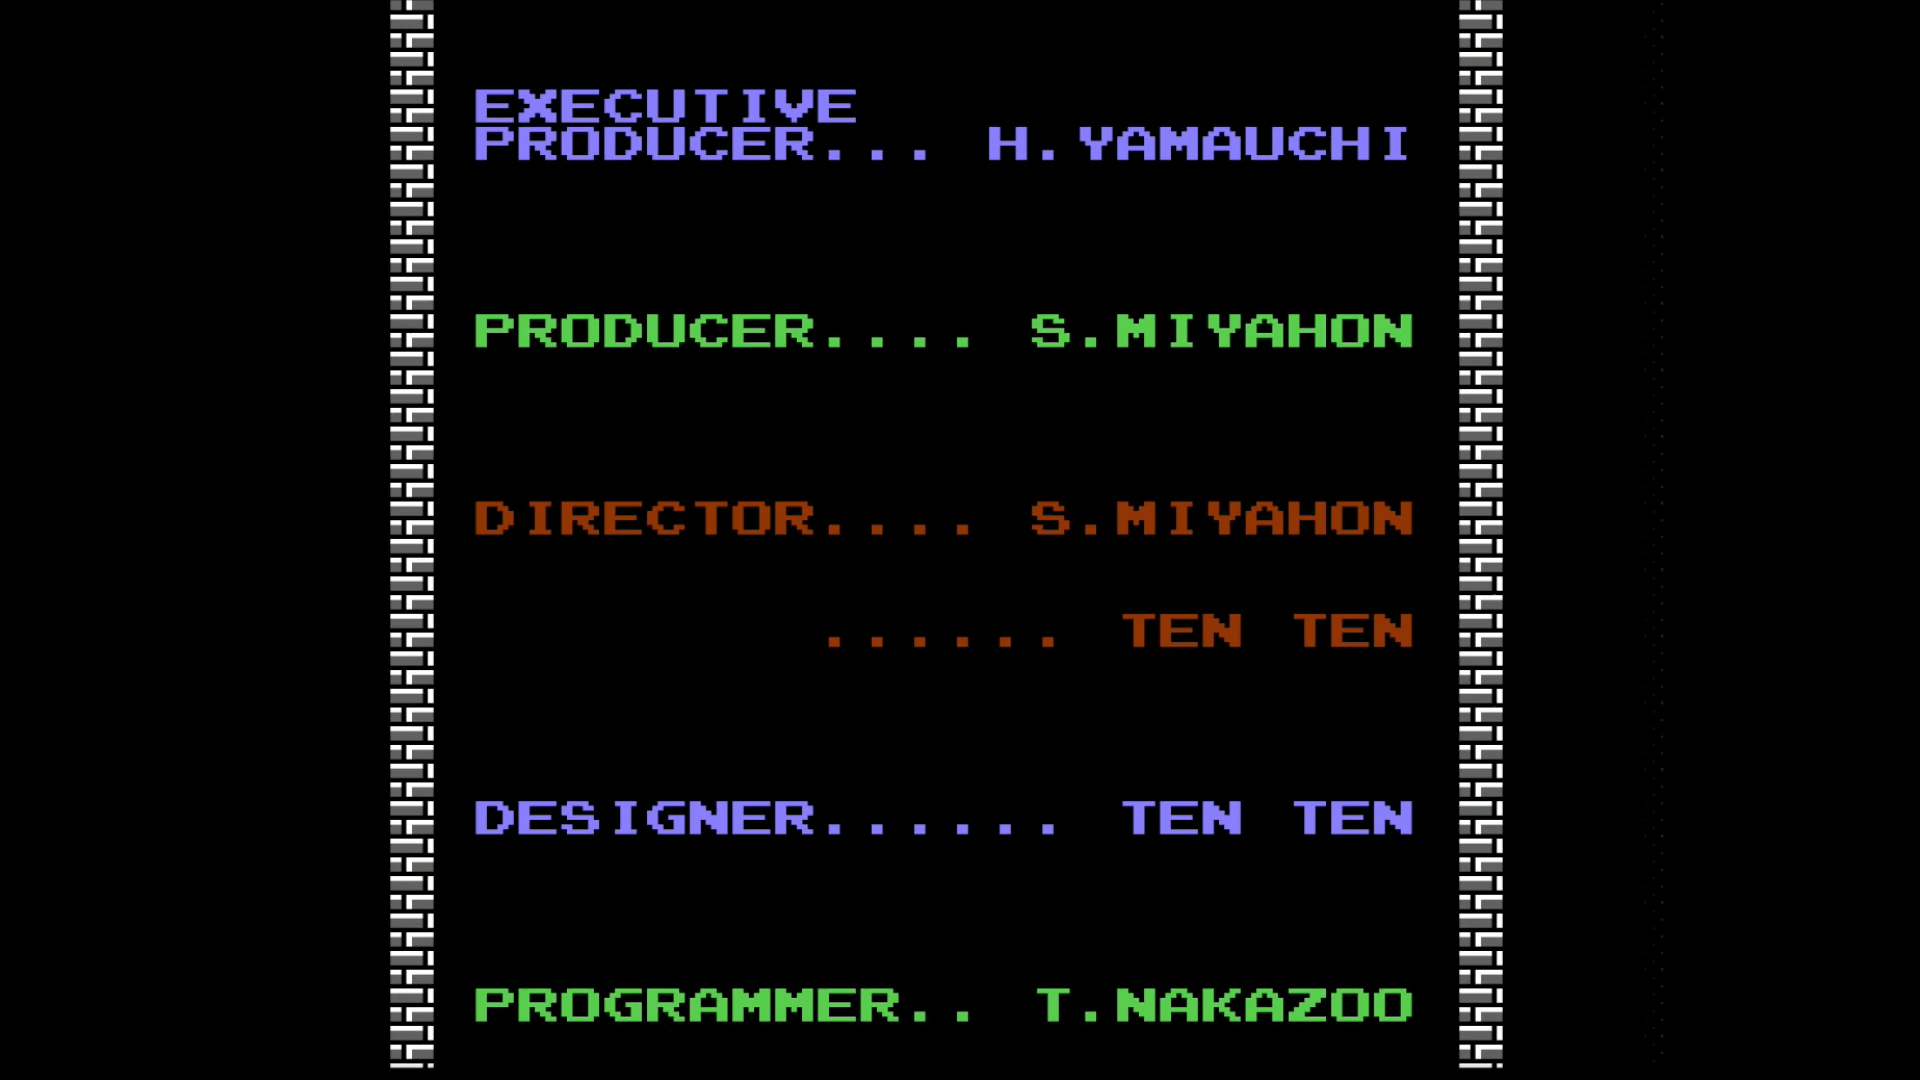 EXECUTIVE
PRODUCER... H.YAMAUCHI
PRODUCER.... S.MIYAHON
DIRECTOR.... S.MIYAHON
...... TEN TEN
DESIGNER...... TEN TEN
PROGRAMMER.. T.NAKAZOO